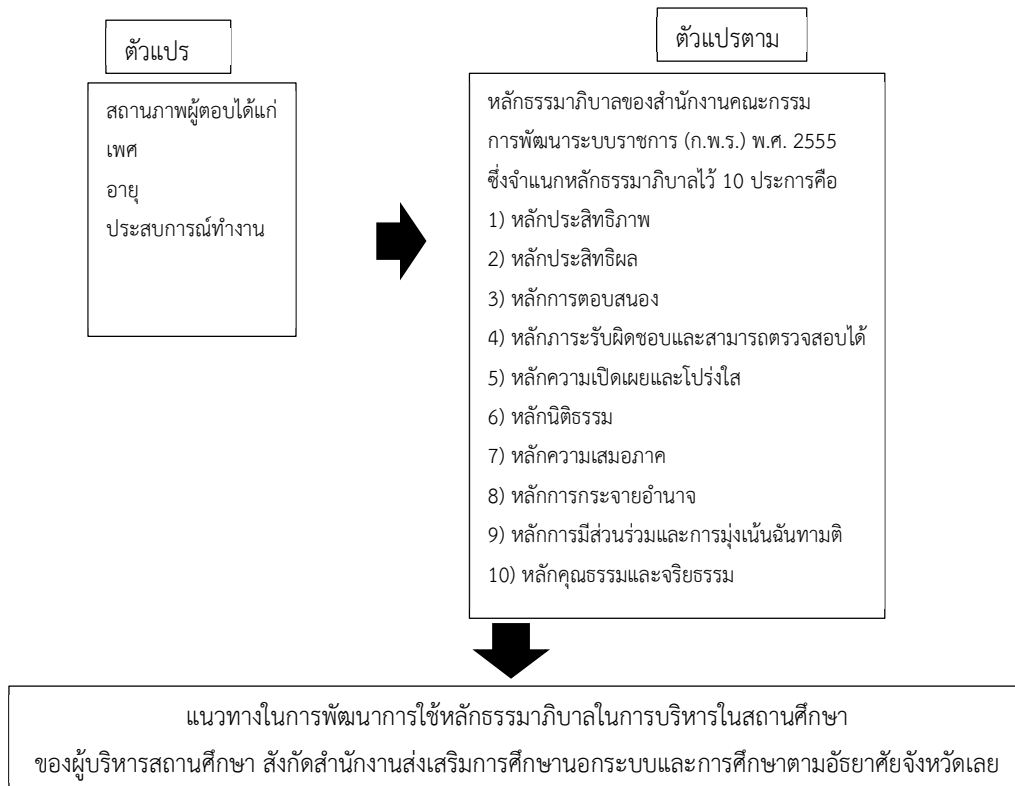 ตัวแปร
สถานภาพผู้ตอบได้แก่
เพศ
อายุ
ประสบการณ์ทำงาน
ตัวแปรตาม
หลักธรรมาภิบาลของสำนักงานคณะกรรม
การพัฒนาระบบราชการ (ก.พ.ร.) พ.ศ. 2555
ซึ่งจำแนกหลักธรรมาภิบาลไว้ 10 ประการคือ
1) หลักประสิทธิภาพ
2) หลักประสิทธิผล
3) หลักการตอบสนอง
4) หลักภาระรับผิดชอบและสามารถตรวจสอบได้
5) หลักความเปิดเผยและโปร่งใส
6) หลักนิติธรรม
7) หลักความเสมอภาค
8) หลักการกระจายอำนาจ
9) หลักการมีส่วนร่วมและการมุ่งเน้นฉันทามติ
10) หลักคุณธรรมและจริยธรรม
แนวทางในการพัฒนาการใช้หลักธรรมาภิบาลในการบริหารในสถานศึกษา
ของผู้บริหารสถานศึกษา สังกัดสำนักงานส่งเสริมการศึกษานอกระบบและการศึกษาตามอัธยาศัยจังหวัดเลย